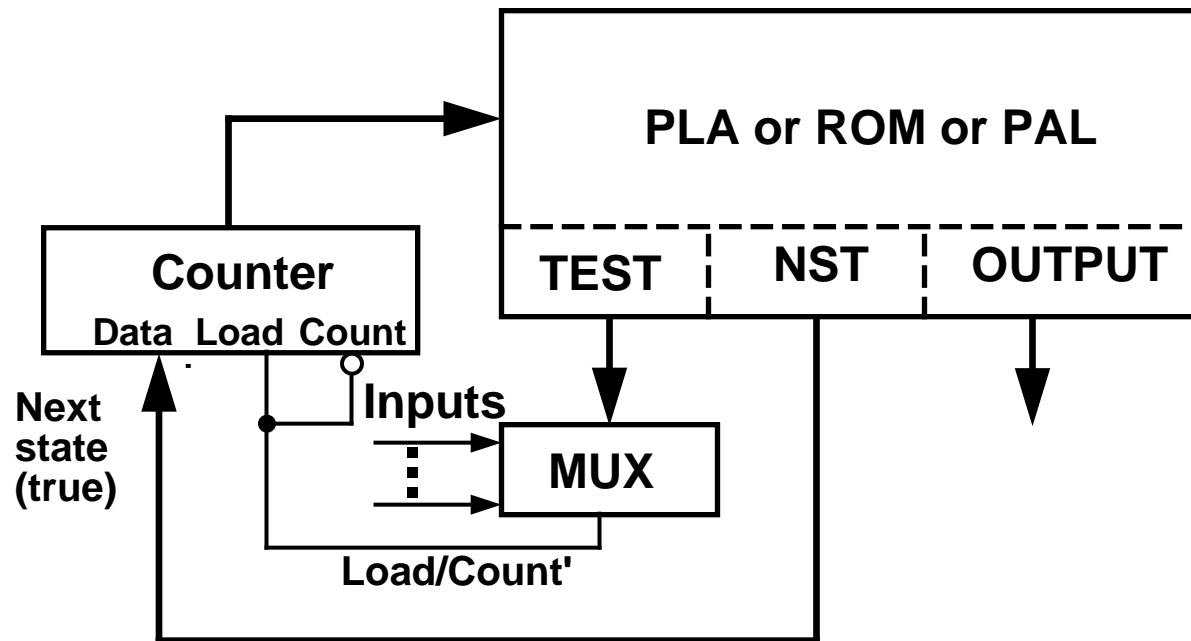 PLA or ROM or PAL
TEST
NST
OUTPUT
Counter
Data Load Count
Next
state
(true)
Inputs
MUX
Load/Count'